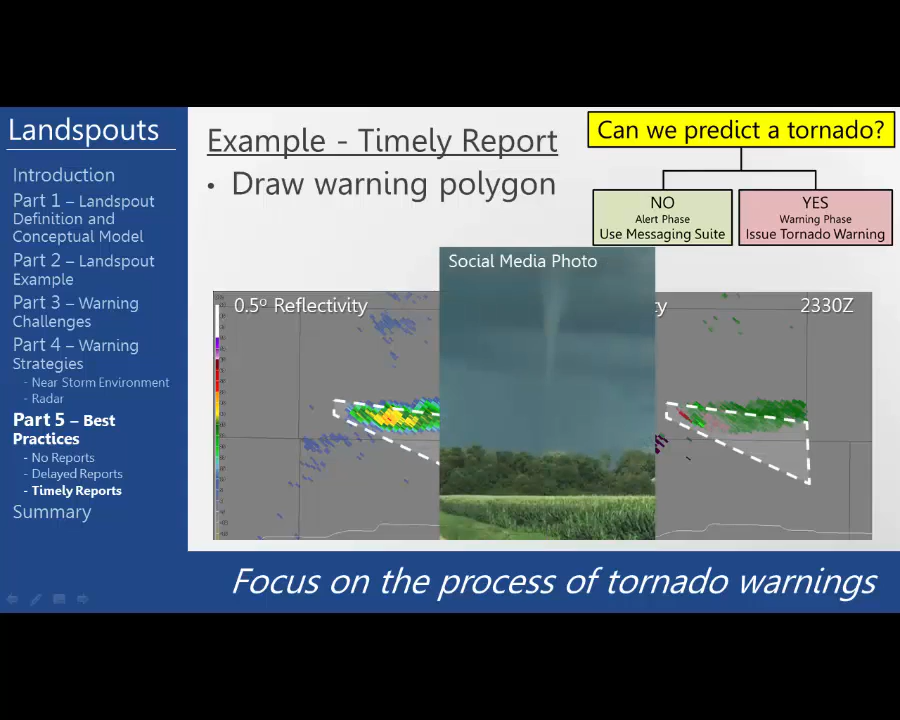 Landspouts
Introduction
Part 1 – Landspout
Definition and
Conceptual Model
Part 2 – Landspout
Example
Part 3 – Warning
Challenges
Part 4 – Warning
Strategies
- Near Storm Environment
- Radar
Part 5 – Best
Practices
- No Reports
- Delayed Reports
- Timely Reports
Summary
Example - Timely Report
• Draw warning polygon
Can we predict a tornado?
NO
Alert Phase
Use Messaging Suite
YES
Warning Phase
Issue Tornado Warning
Social Media Photo
0.5º Reflectivity
ty
2330Z
Focus on the process of tornado warnings